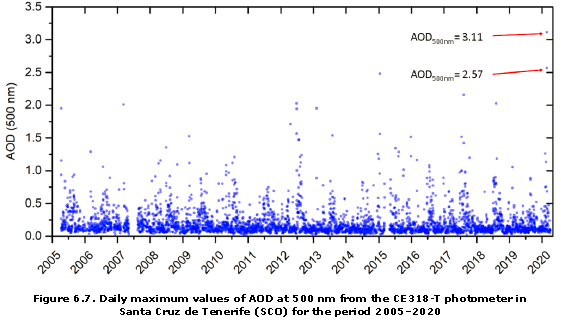 3.5
3.0
2.5
2.0
1.5
1.0
0.5
0.0
AOD (500 nm)
AOD500nm= 3.11
AOD500nm= 2.57
2005 2006 2007 2008 2009 2010 2011 2012 2013 2014 2015 2016 2017 2018 2019 2020
Figure 6.7. Daily maximum values of AOD at 500 nm from the CE318-T photometer in
Santa Cruz de Tenerife (SCO) for the period 2005–2020